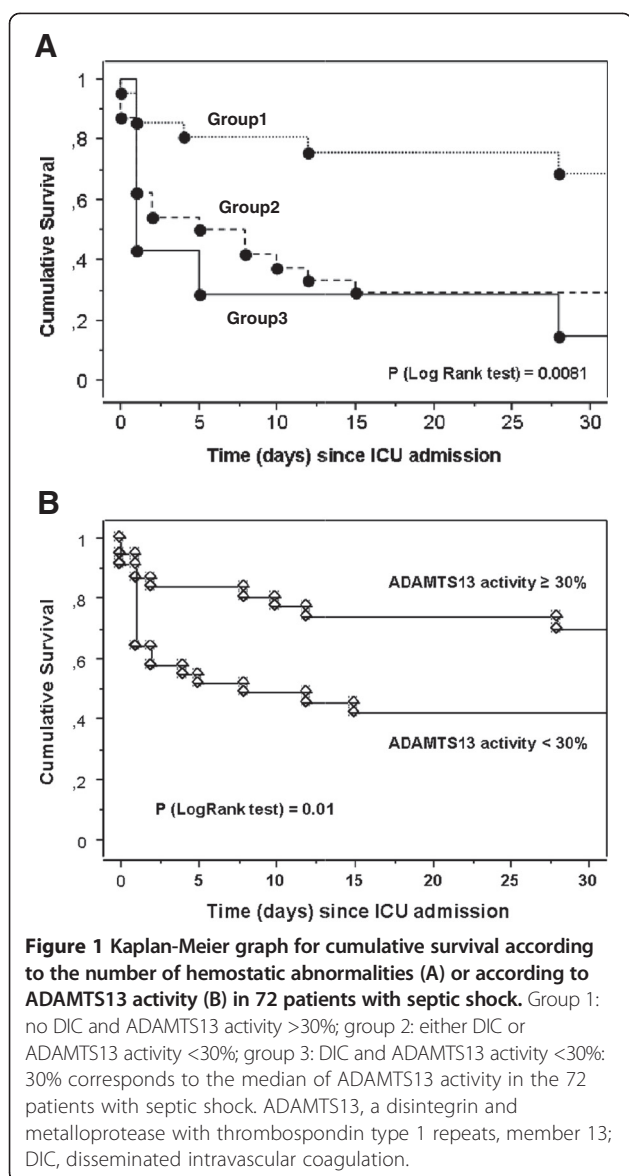 A
1
,8
,6
,4
,2
0
Cumulative Survival
Group1
Group2
Group3
P (Log Rank test) = 0.0081
0 5 10 15 20 25 30
Time (days) since ICU admission
B
1
,8
,6
,4
,2
0
Cumulative Survival
ADAMTS13 activity ≥ 30%
ADAMTS13 activity < 30%
P (LogRank test) = 0.01
0 5 10 15 20 25 30
Time (days) since ICU admission
Figure 1 Kaplan-Meier graph for cumulative survival according
to the number of hemostatic abnormalities (A) or according to
ADAMTS13 activity (B) in 72 patients with septic shock. Group 1:
no DIC and ADAMTS13 activity >30%; group 2: either DIC or
ADAMTS13 activity <30%; group 3: DIC and ADAMTS13 activity <30%:
30% corresponds to the median of ADAMTS13 activity in the 72
patients with septic shock. ADAMTS13, a disintegrin and
metalloprotease with thrombospondin type 1 repeats, member 13;
DIC, disseminated intravascular coagulation.